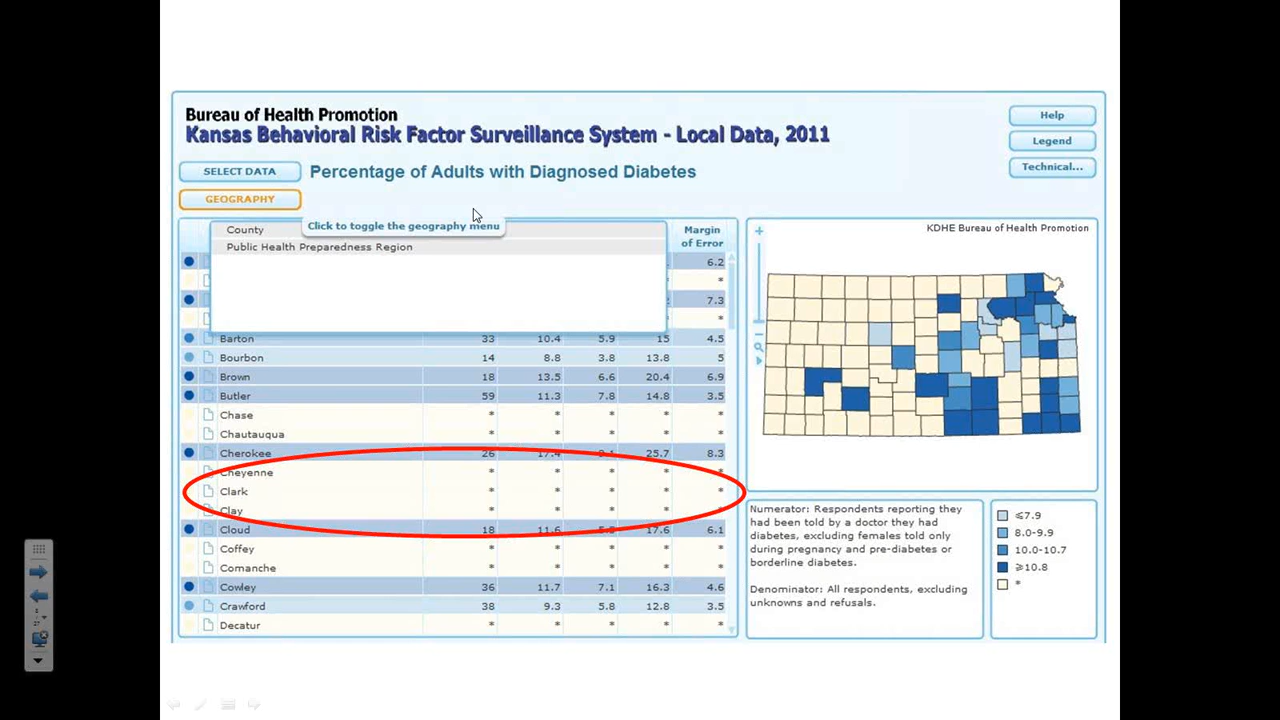 Bureau of Health Promotion
Kansas Behavioral Risk Factor Surveillance System - Local Data, 2011
Help
Legend
Technical...
SELECT DATA
Percentage of Adults with Diagnosed Diabetes
GEOGRAPHY
Click to toggle the geography menu
County
Public Health Preparedness Region
Margin
of Error
6.2
*
7.3
*
Barton 33 10.4 5.9 15 4.5
Bourbon 14 8.8 3.8 13.8 5
Brown 18 13.5 6.6 20.4 6.9
Butler 59 11.3 7.8 14.8 3.5
Chase * * * * *
Chautauqua * * * * *
Cherokee 26 17.4 9.1 25.7 8.3
Cheyenne * * * * *
Clark * * * * *
Clay * * * * *
Cloud 18 11.6 17.6 6.1
Coffey * * * * *
Comanche * * * * *
Cowley 36 11.7 7.1 16.3 4.6
Crawford 38 9.3 5.8 12.8 3.5
Decatur * * * * *
KDHE Bureau of Health Promotion
Numerator: Respondents reporting they
had been told by a doctor they had
diabetes, excluding females told only
during pregnancy and pre-diabetes or
borderline diabetes.
Denominator: All respondents, excluding
unknowns and refusals.
≤7.9
8.0-9.9
10.0-10.7
≥10.8
*